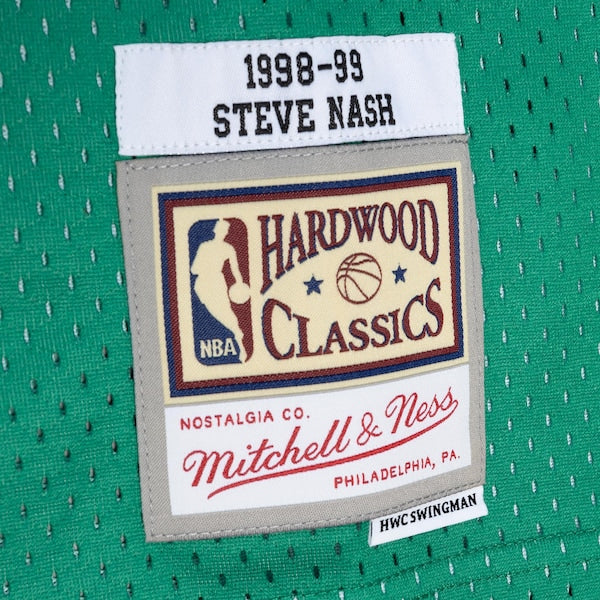 1998-99
STEVE NASH
HARDWOOD
CLASSICS
NBA
NOSTALGIA CO.
Mitchell & Ness
PHILADELPHIA, PA.
HWC SWINGMAN